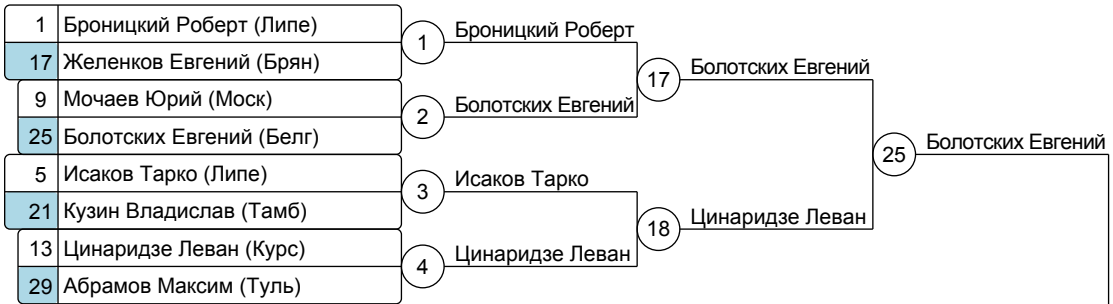 1 Броницкий Роберт (Липе)
17 Желенков Евгений (Брян)
9 Мочаев Юрий (Моск)
25 Болотских Евгений (Белг)
5 Исаков Тарко (Липе)
21 Кузин Владислав (Тамб)
13 Цинаридзе Леван (Курс)
29 Абрамов Максим (Туль)
1 Броницкий Роберт
2 Болотских Евгений
3 Исаков Тарко
4 Цинаридзе Леван
17 Болотских Евгений
18 Цинаридзе Леван
25 Болотских Евгений